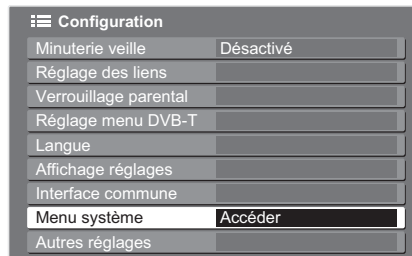 Configuration
Minuterie veille Désactivé
Réglage des liens
Verrouillage parental
Réglage menu DVB-T
Langue
Affichage réglages
Interface commune
Menu système Accéder
Autres réglages